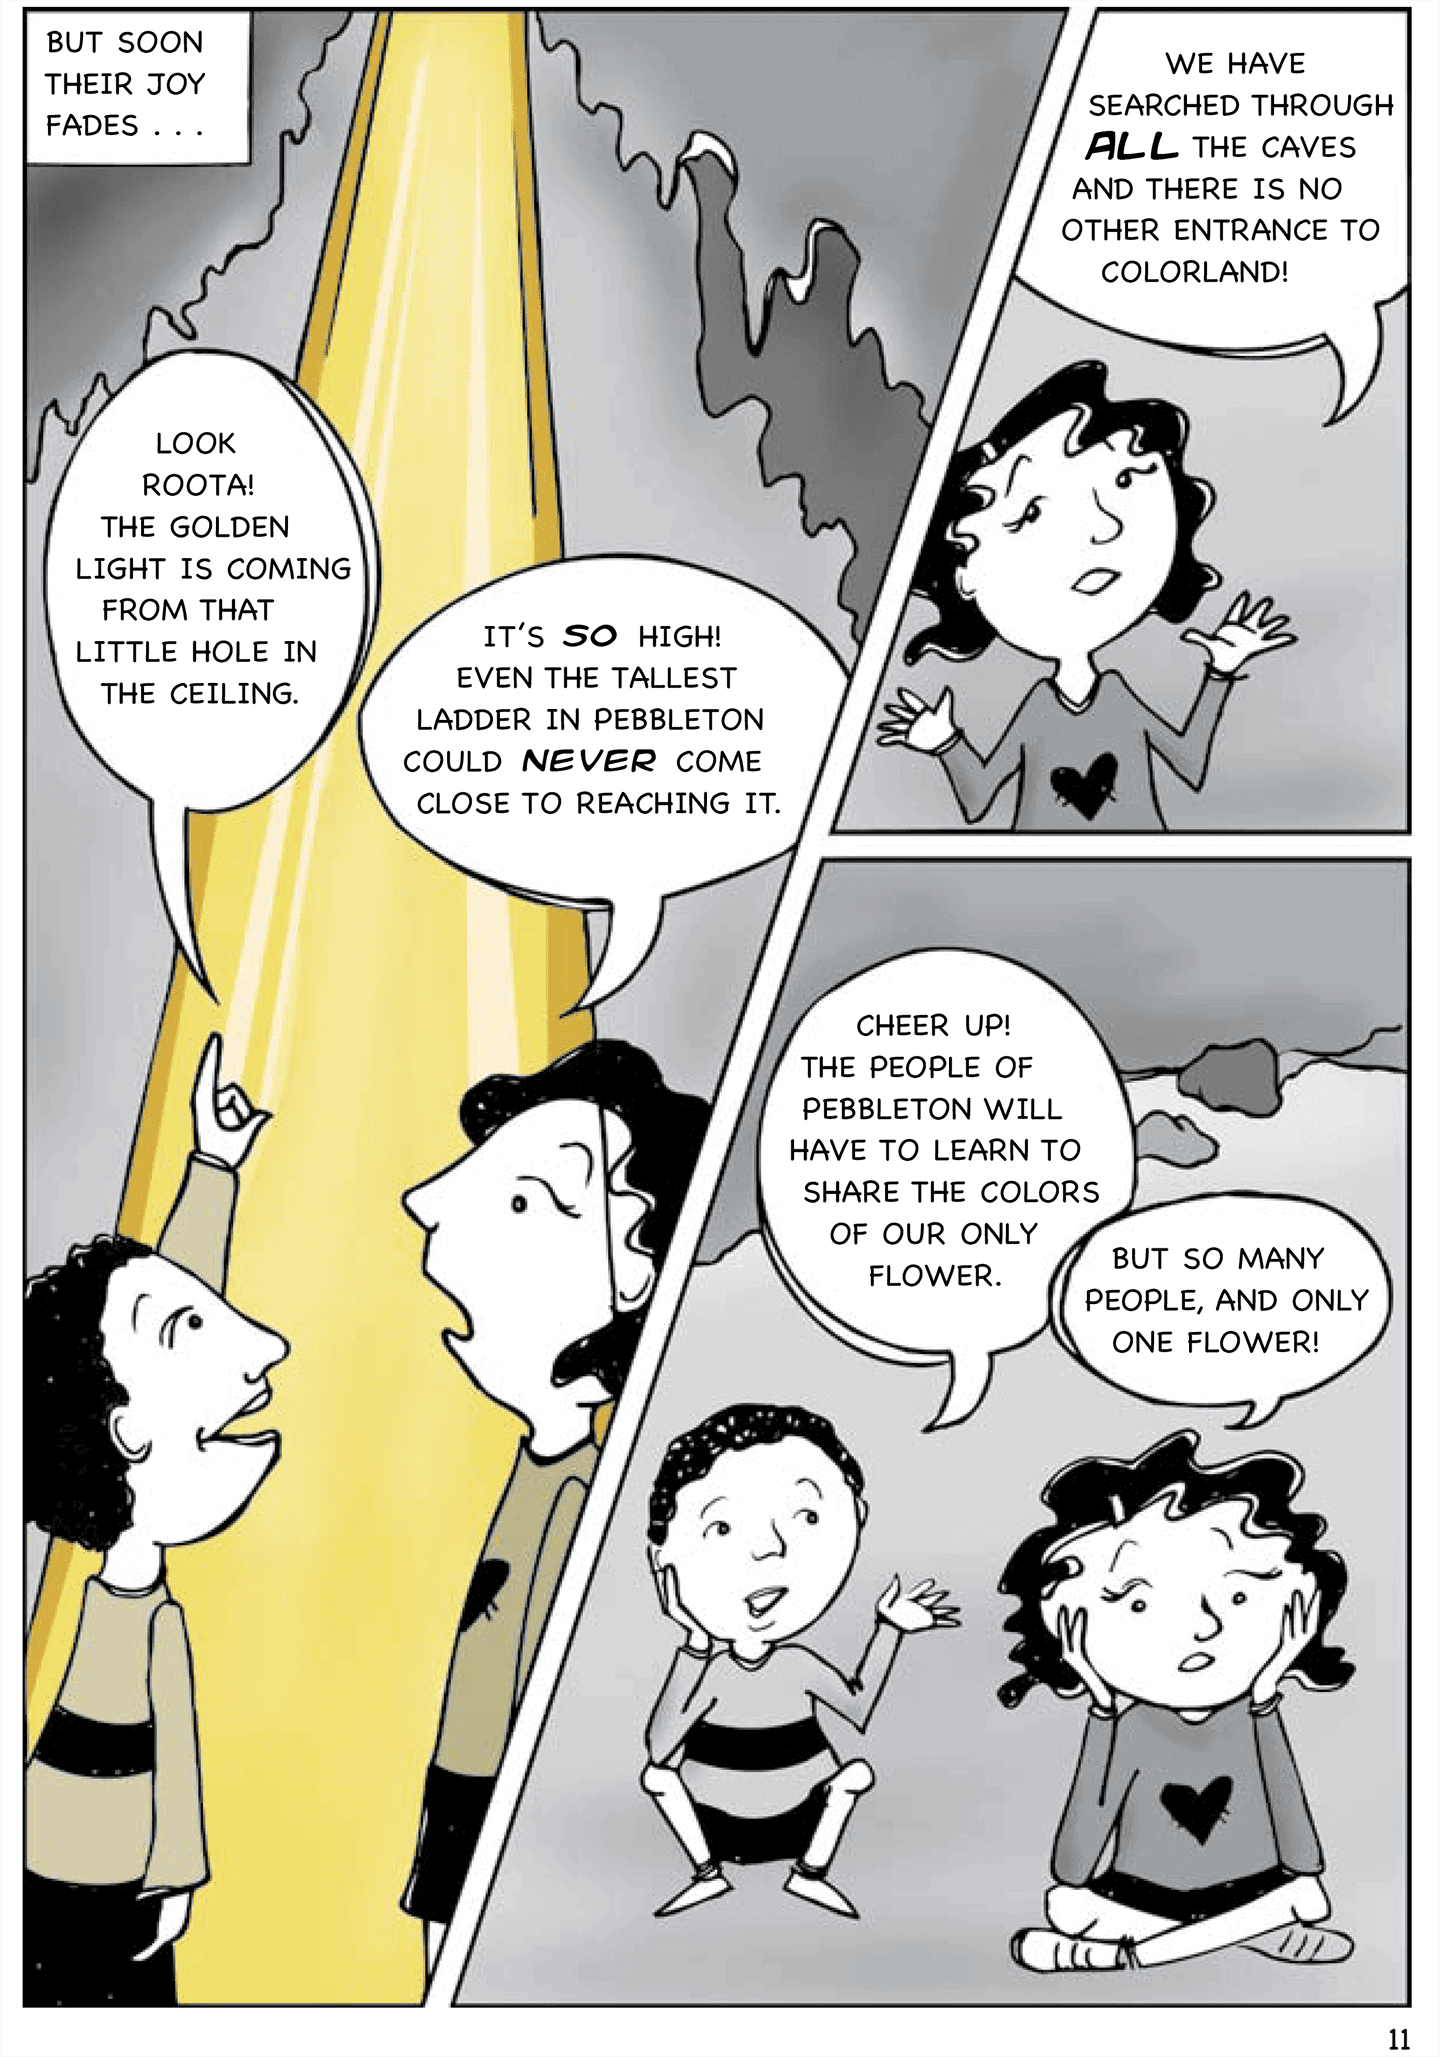 BUT SOON
THEIR JOY
FADES . . .
LOOK
ROOTA!
THE GOLDEN
LIGHT IS COMING
FROM THAT
LITTLE HOLE IN
THE CEILING.
IT'S SO HIGH!
EVEN THE TALLEST
LADDER IN PEBBLETON
COULD NEVER COME
CLOSE TO REACHING IT.
WE HAVE
SEARCHED THROUGH
ALL THE CAVES
AND THERE IS NO
OTHER ENTRANCE TO
COLORLAND!
CHEER UP!
THE PEOPLE OF
PEBBLETON WILL
HAVE TO LEARN TO
SHARE THE COLORS
OF OUR ONLY
FLOWER.
BUT SO MANY
PEOPLE, AND ONLY
ONE FLOWER!
11